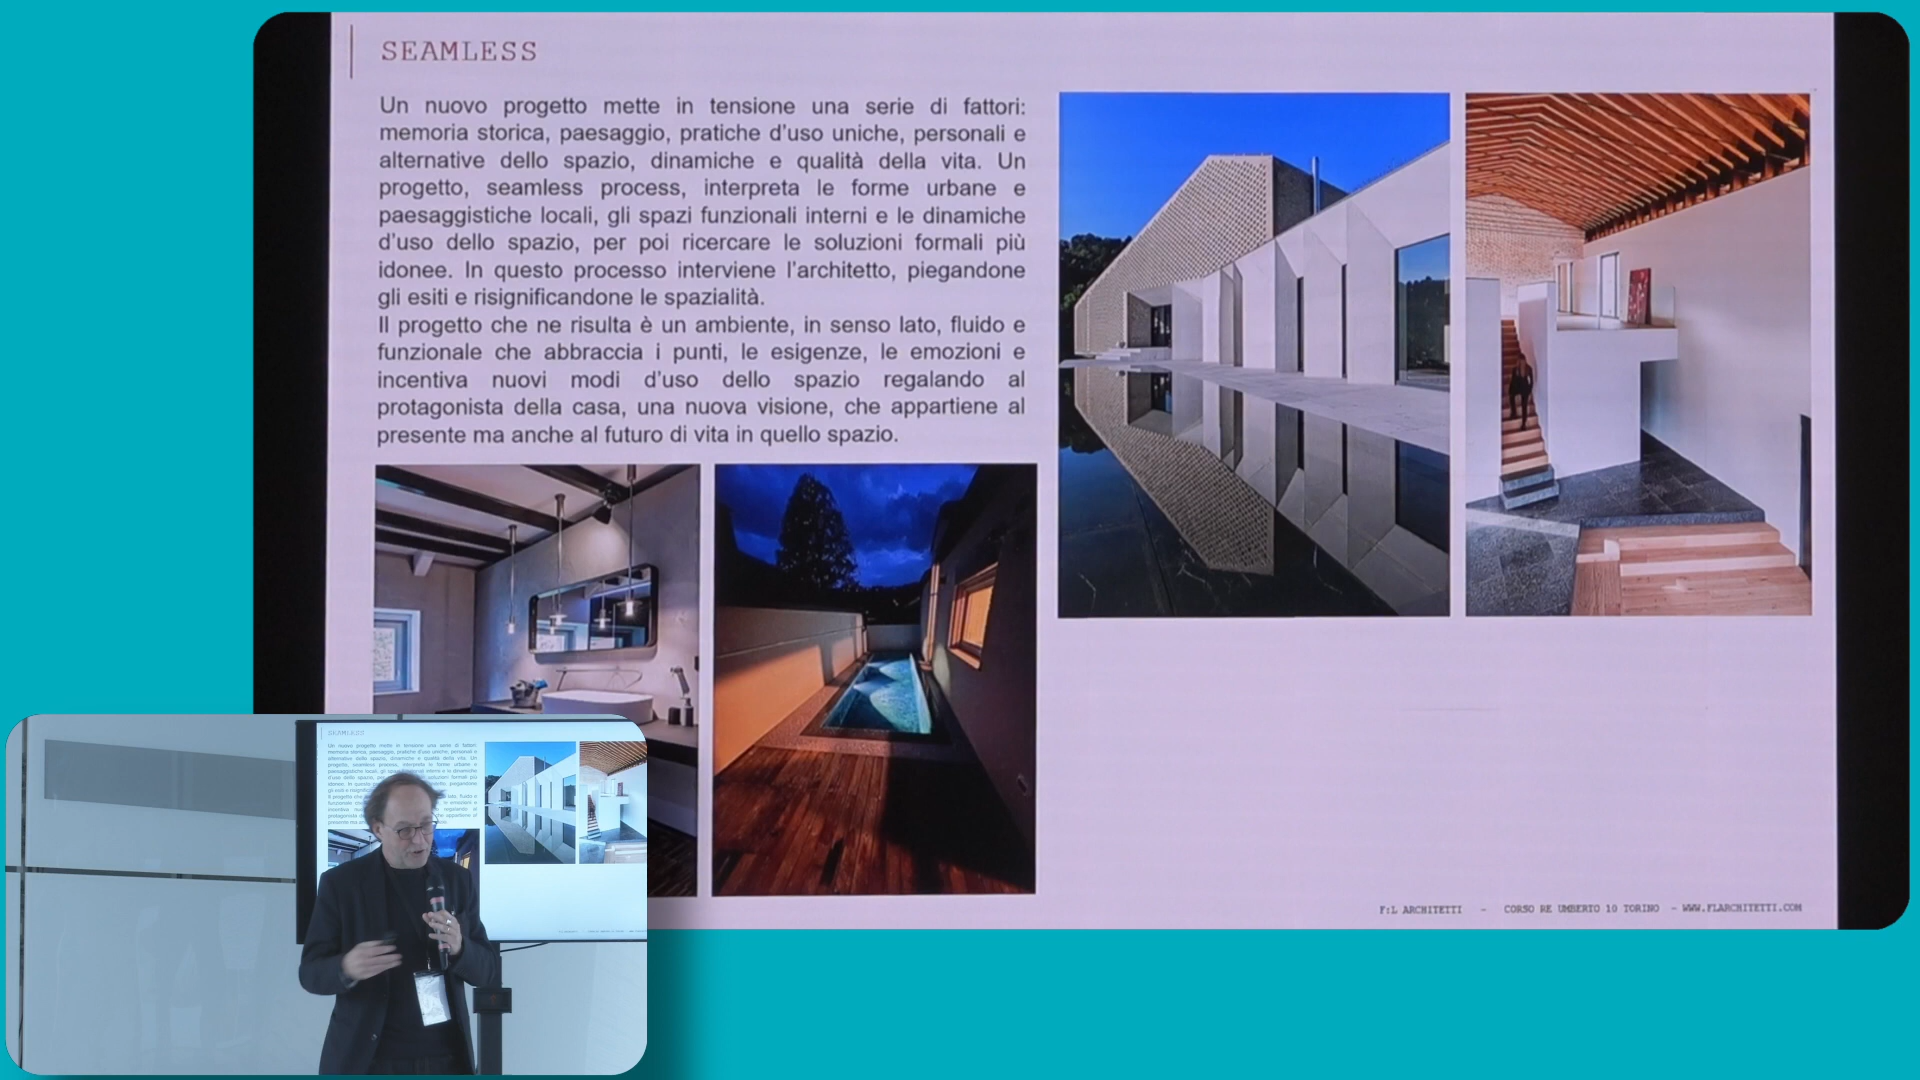 SEAMLESS
Un nuovo progetto mette in tensione una serie di fattori:
memoria storica, paesaggio, pratiche d'uso uniche, personali e
alternative dello spazio, dinamiche e qualità della vita. Un
progetto, seamless process, interpreta le forme urbane e
paesaggistiche locali, gli spazi funzionali interni e le dinamiche
d'uso dello spazio, per poi ricercare le soluzioni formali più
idonee. In questo processo interviene l'architetto, piegandone
gli esiti e risignificandone le spazialità.
Il progetto che ne risulta è un ambiente, in senso lato, fluido e
funzionale che abbraccia i punti, le esigenze, le emozioni e
incentiva nuovi modi d'uso dello spazio regalando al
protagonista della casa, una nuova visione, che appartiene al
presente ma anche al futuro di vita in quello spazio.
F:L ARCHITETTI - CORSO RE UMBERTO 10 TORINO - WWW.FLARCHITETTI.COM